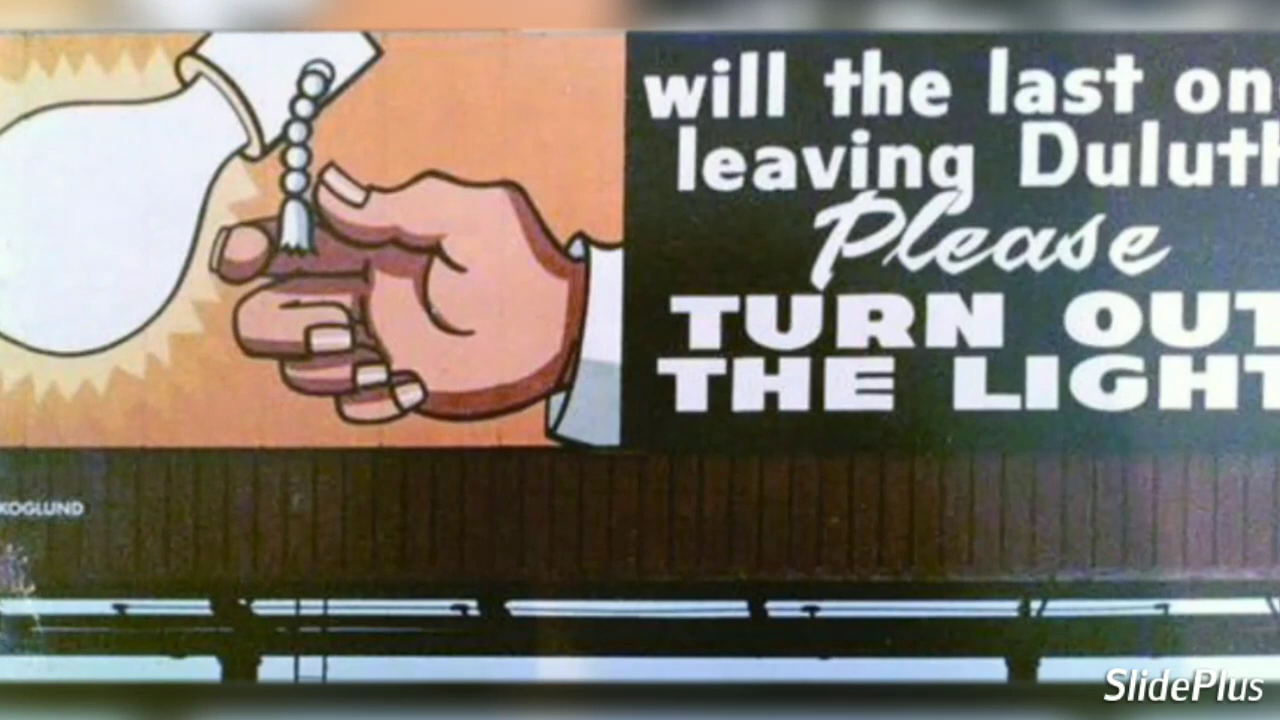 will the last on
leaving Duluth
Please
TURN OUT
THE LIGHT
KOGLUND
SlidePlus